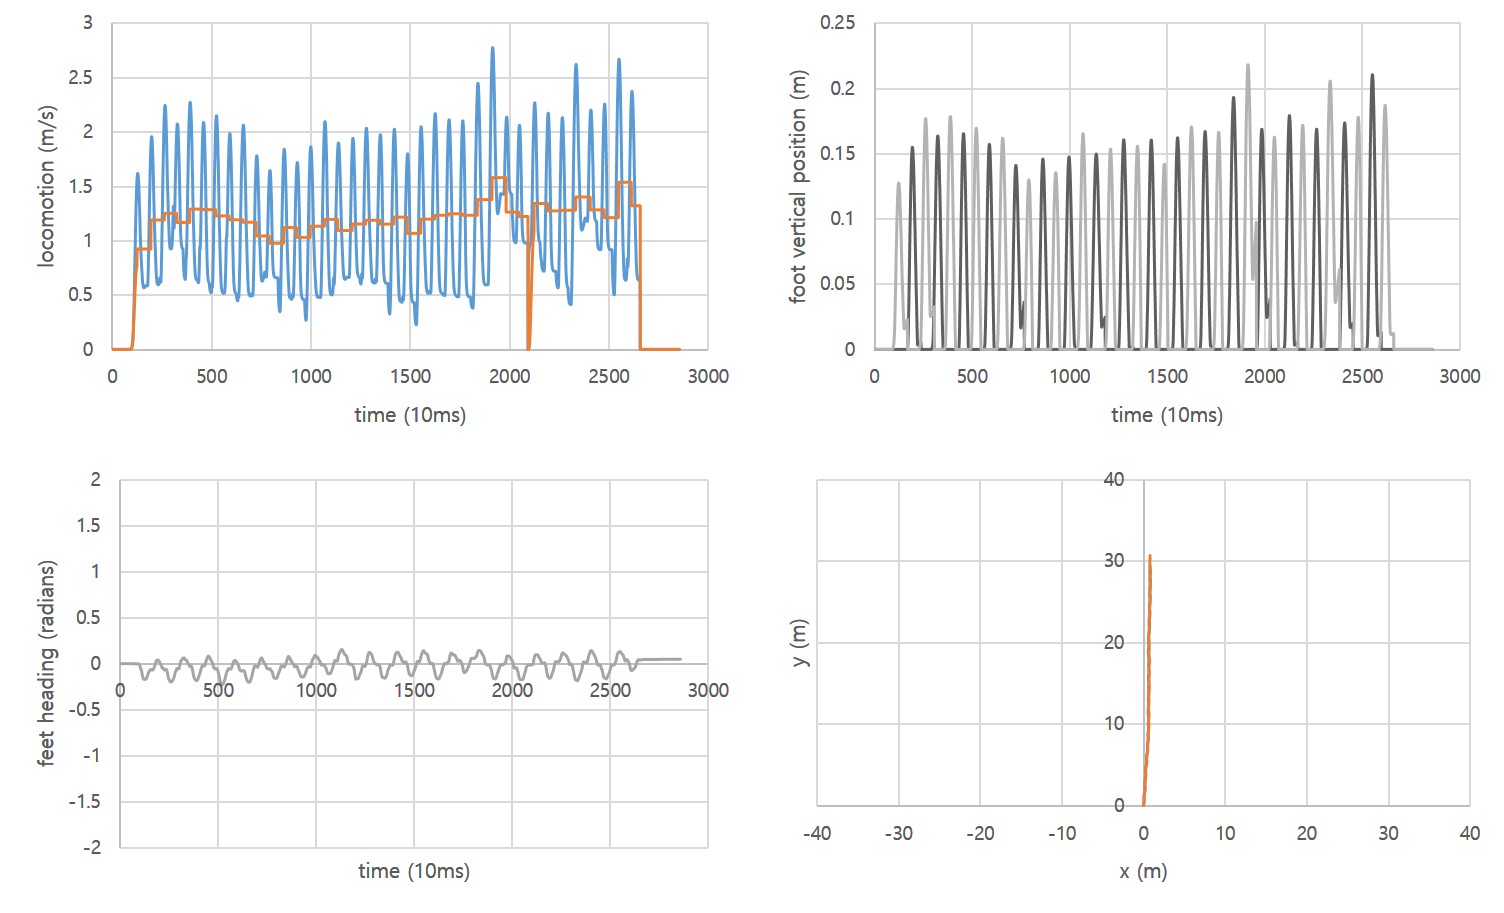 3
2.5
2
1.5
1
0.5
0
locomotion (m/s)
0 500 1000 1500 2000 2500 3000
time (10ms)
0.25
0.2
0.15
0.1
0.05
0
foot vertical position (m)
0 500 1000 1500 2000 2500 3000
time (10ms)
2
1.5
1
0.5
0
-0.5
-1
-1.5
-2
feet heading (radians)
0 500 1000 1500 2000 2500 3000
time (10ms)
40
30
20
10
0
y (m)
-40 -30 -20 -10 0 10 20 30 40
x (m)